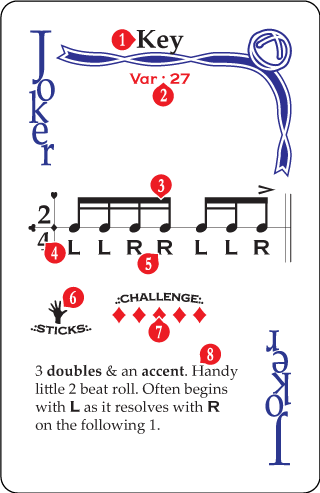 Joker
1 Key
Var : 27
2
3
2
4
4 L L R R L L R
5
6
.:STICKS:.
.:CHALLENGE:.
7
8
3 doubles & an accent. Handy
little 2 beat roll. Often begins
with L as it resolves with R
on the following 1.
Joker